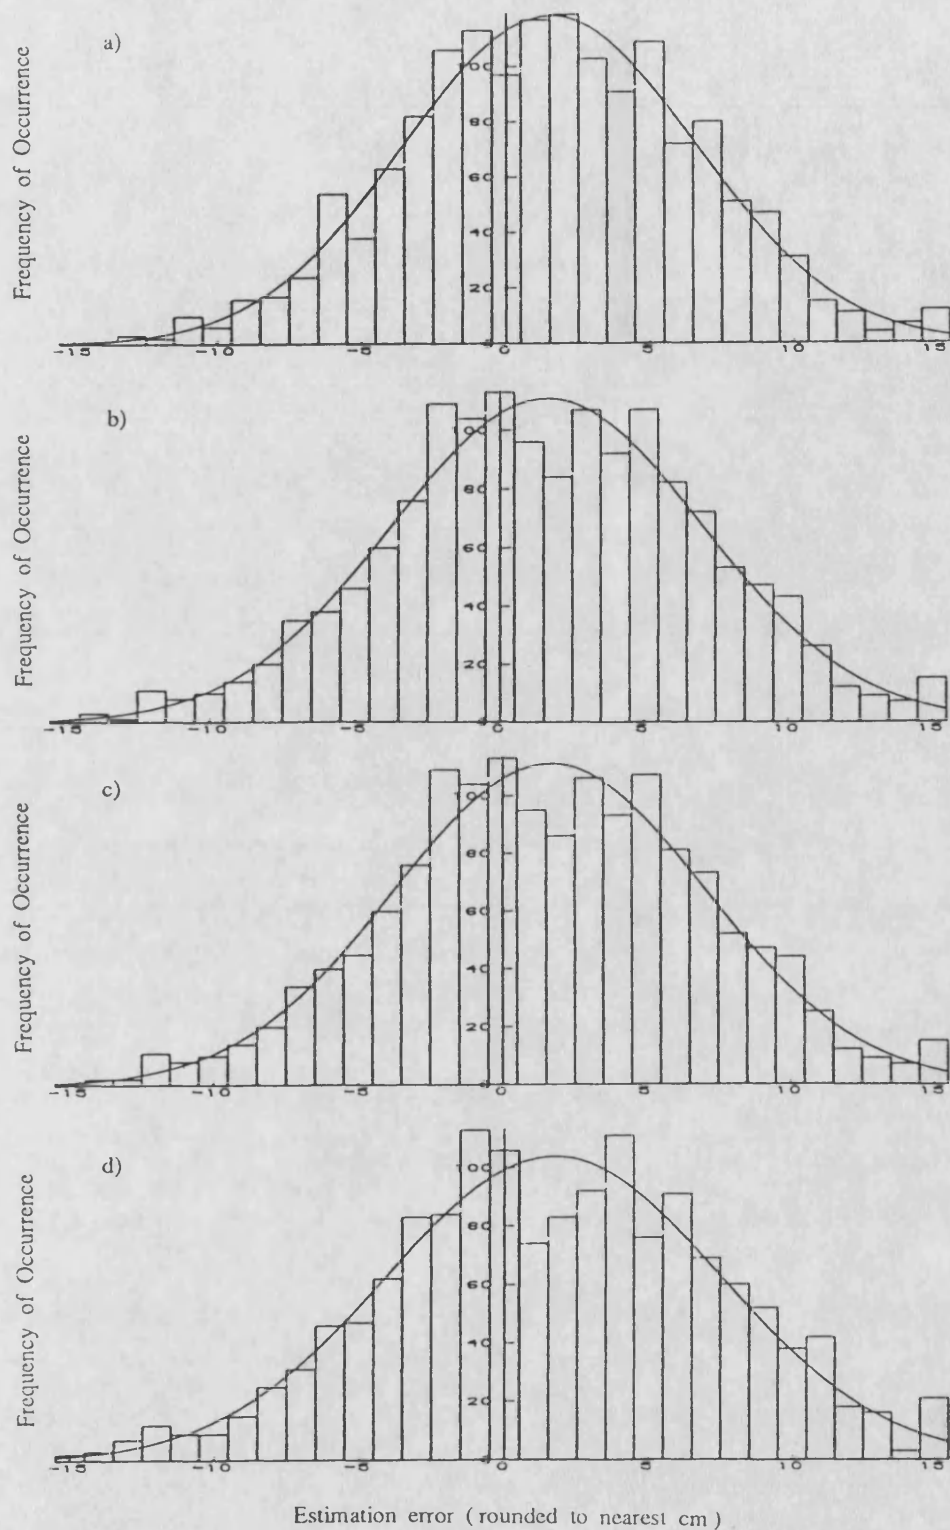 a)
Frequency of Occurrence
100
80
60
40
20
-15 -10 -5 0 5 10 15
b)
Frequency of Occurrence
100
80
60
40
20
-15 -10 -5 0 5 10 15
c)
Frequency of Occurrence
100
80
60
40
20
-15 -10 -5 0 5 10 15
d)
Frequency of Occurrence
100
80
60
40
20
-15 -10 -5 0 5 10 15
Estimation error ( rounded to nearest cm )